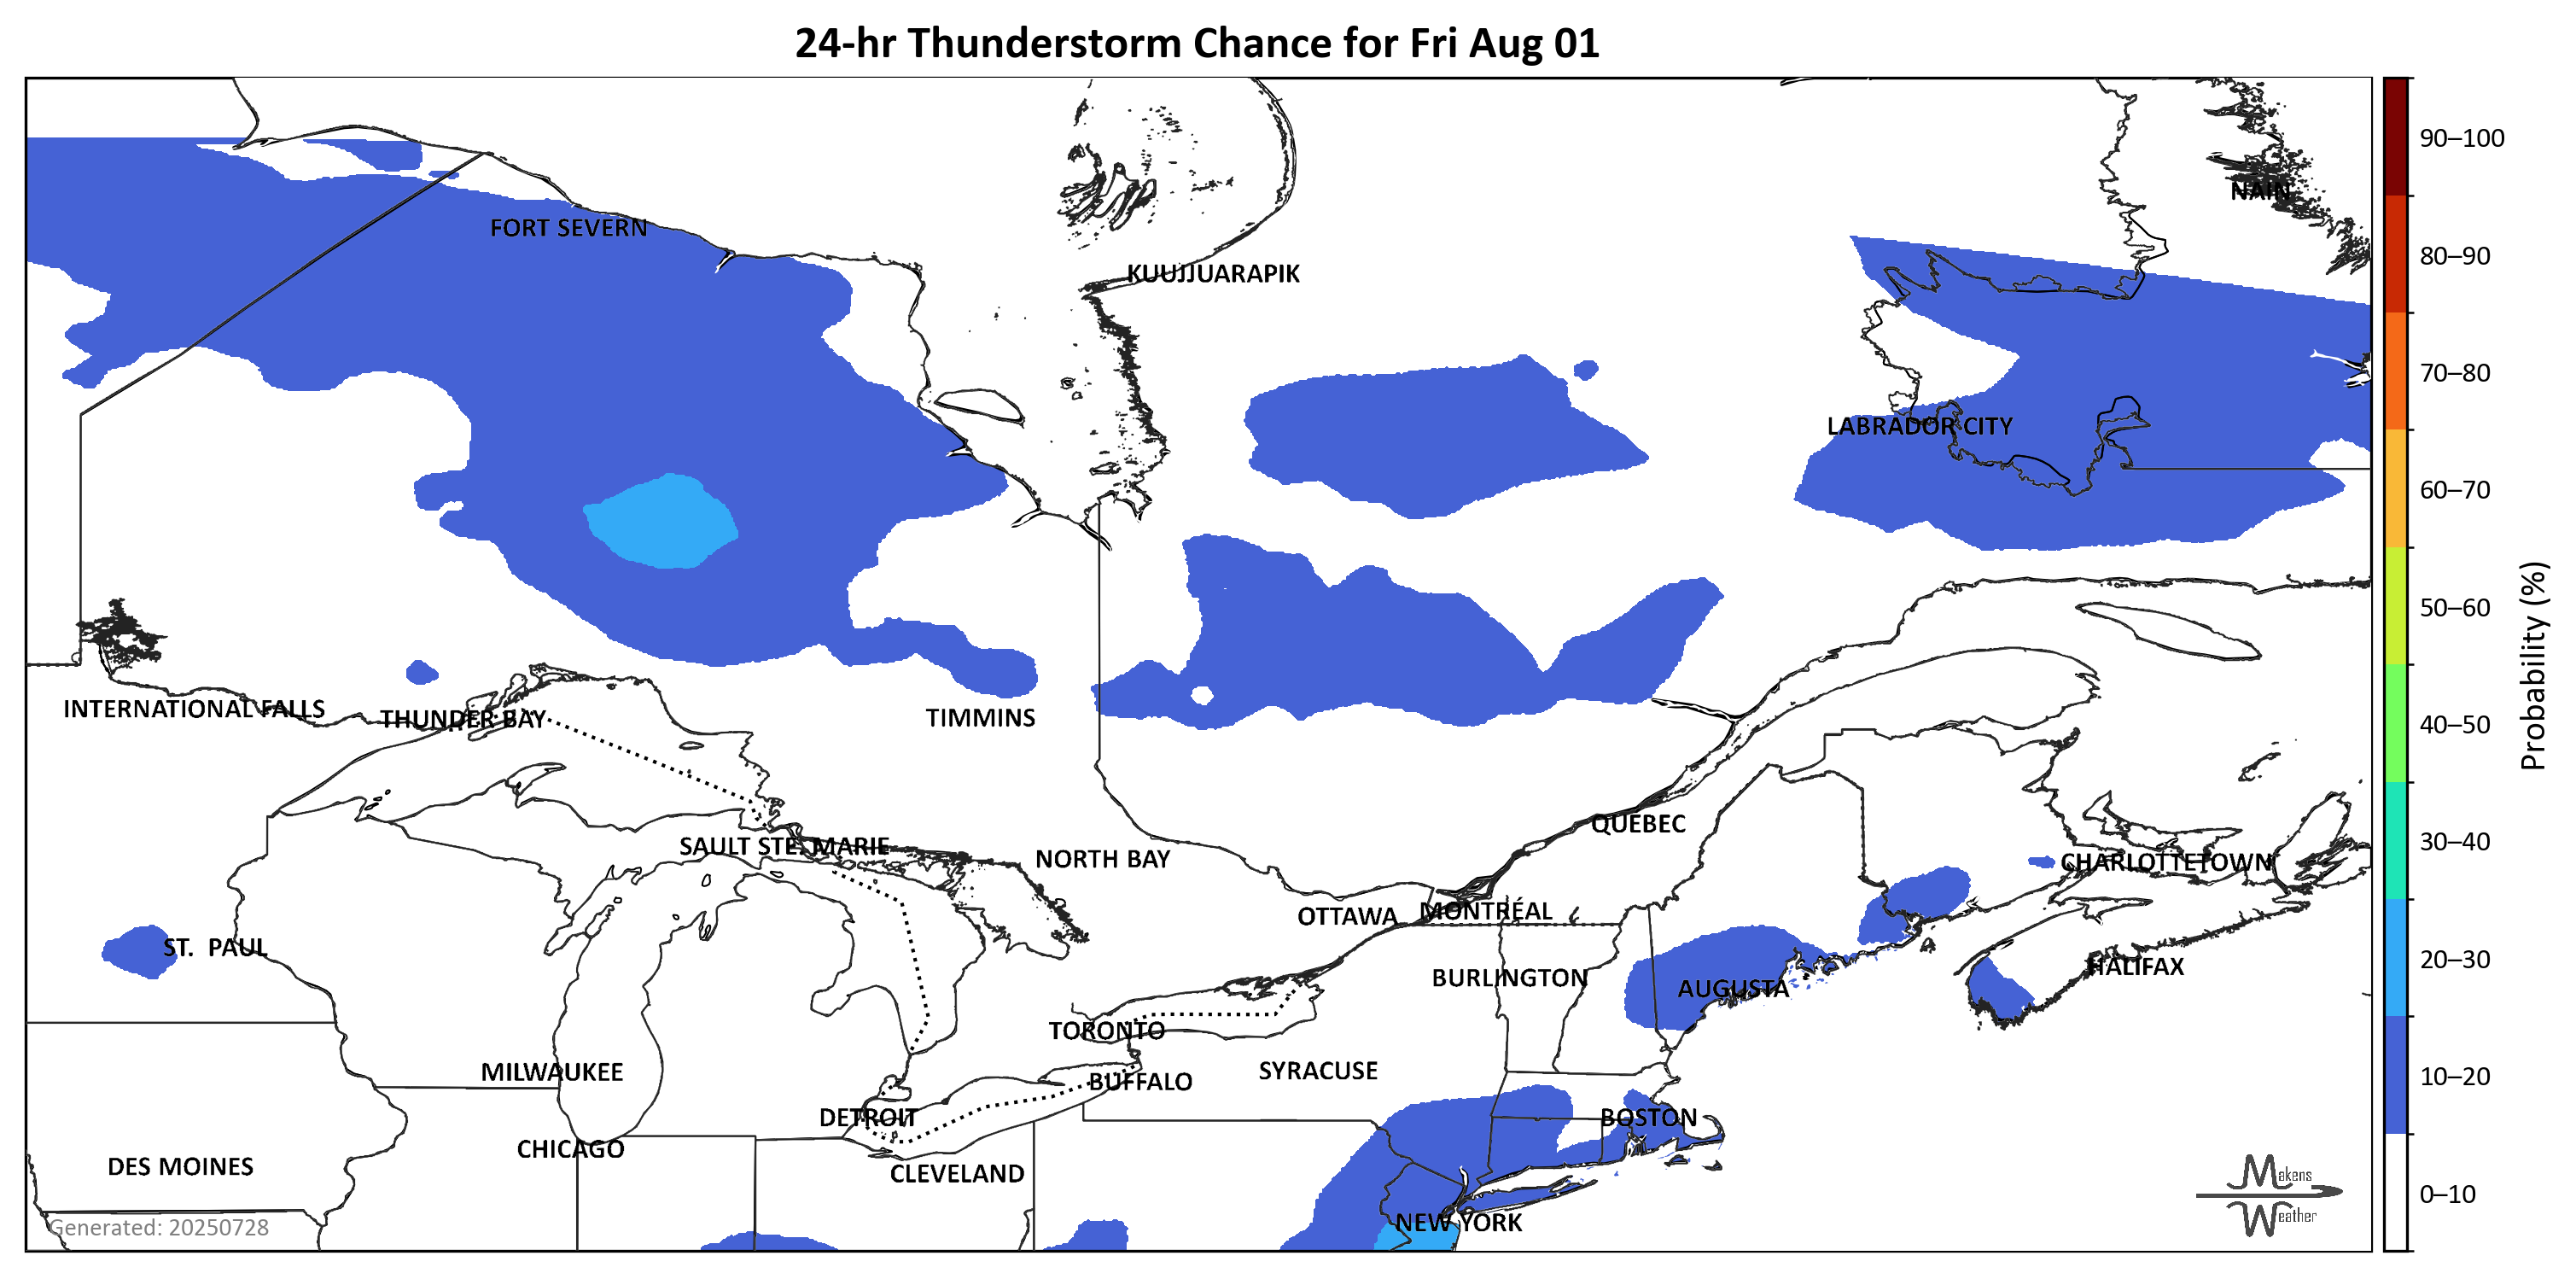 24-hr Thunderstorm Chance for Fri Aug 01
90–100
NAIN
FORT SEVERN
80–90
KUUJJUARAPIK
70–80
LABRADOR CITY
60–70
50–60
Probability (%)
INTERNATIONAL FALLS
THUNDER BAY
TIMMINS
40–50
QUEBEC
SAULT STE. MARIE
NORTH BAY
CHARLOTTETOWN
30–40
OTTAWA
MONTRÉAL
ST. PAUL
BURLINGTON
AUGUSTA
HALIFAX
20–30
TORONTO
MILWAUKEE
BUFFALO
SYRACUSE
10–20
DETROIT
BOSTON
CHICAGO
DES MOINES
CLEVELAND
Makens
Weather
0–10
NEW YORK
Generated: 20250728